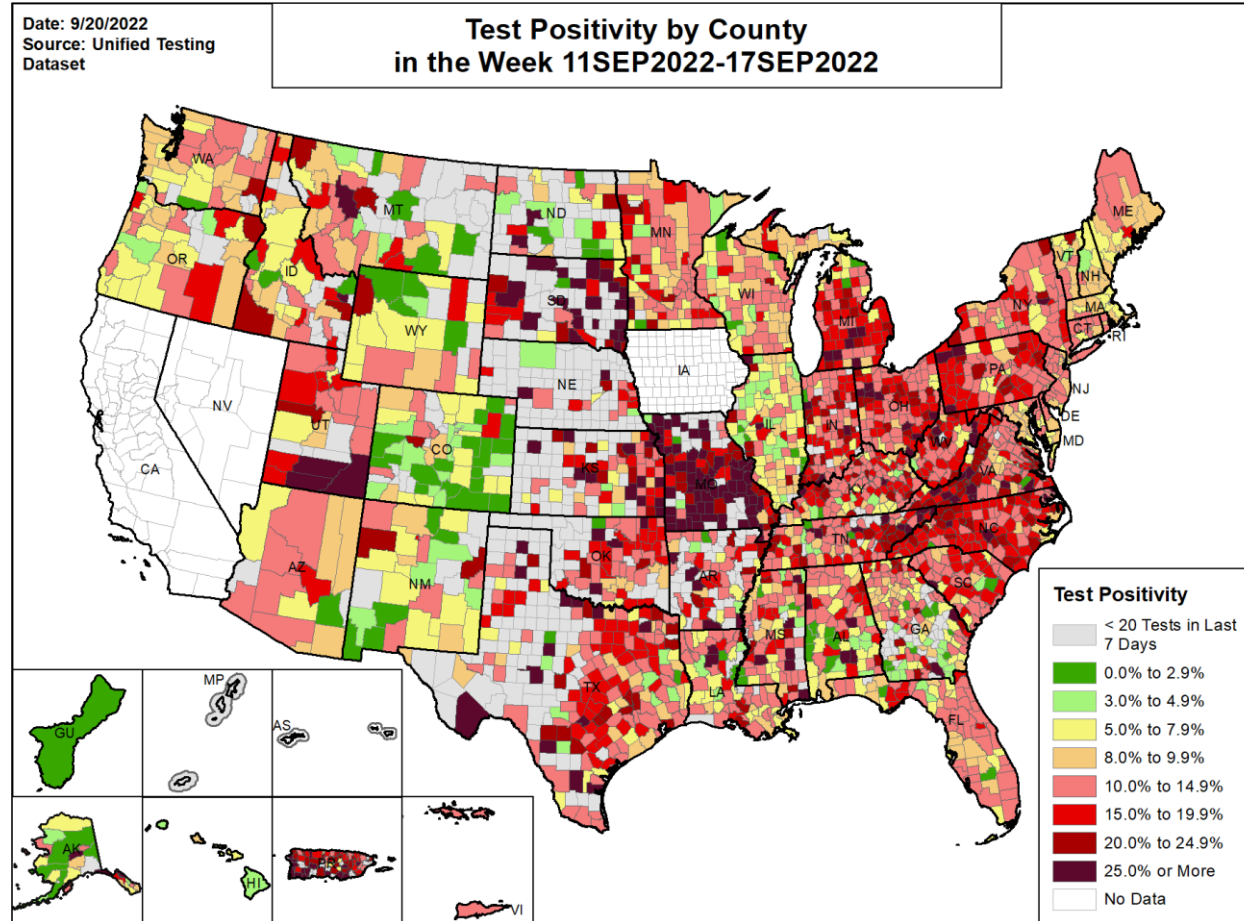 Date: 9/20/2022
Source: Unified Testing
Dataset
Test Positivity by County
in the Week 11SEP2022-17SEP2022
WA
MT
ND
MN
ME
OR
ID
WY
SD
WI
MI
NY
VT
NH
MA
CT
RI
NV
UT
CO
NE
IA
IL
IN
OH
PA
NJ
DE
MD
CA
AZ
NM
KS
OK
MO
AR
KY
TN
WV
VA
NC
SC
TX
LA
MS
AL
GA
FL
GU
MP
AS
AK
HI
PR
VI
Test Positivity
< 20 Tests in Last
7 Days
0.0% to 2.9%
3.0% to 4.9%
5.0% to 7.9%
8.0% to 9.9%
10.0% to 14.9%
15.0% to 19.9%
20.0% to 24.9%
25.0% or More
No Data